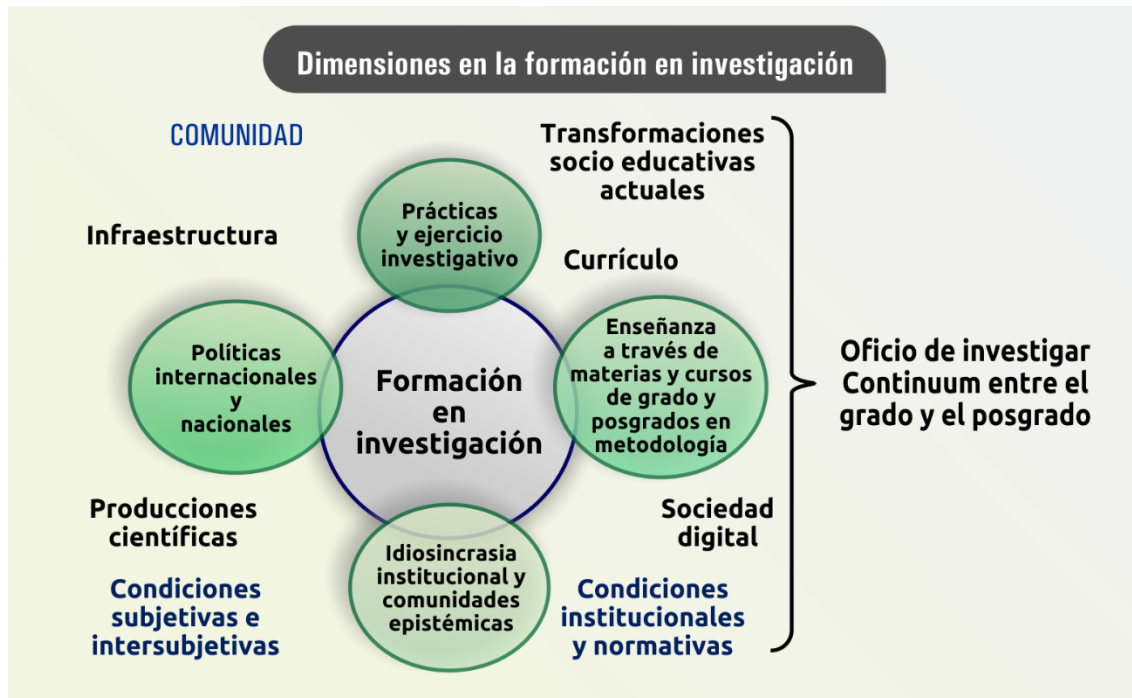 Dimensiones en la formación en investigación
COMUNIDAD
Transformaciones
socio educativas
actuales
Prácticas
y ejercicio
investigativo
Infraestructura
Currículo
Políticas
internacionales
y
nacionales
Formación
en
investigación
Enseñanza
a través de
materias y cursos
de grado y
posgrados en
metodología
Oficio de investigar
Continuum entre el
grado y el posgrado
Producciones
científicas
Sociedad
digital
Idiosincrasia
institucional y
comunidades
epistémicas
Condiciones
subjetivas e
intersubjetivas
Condiciones
institucionales
y normativas